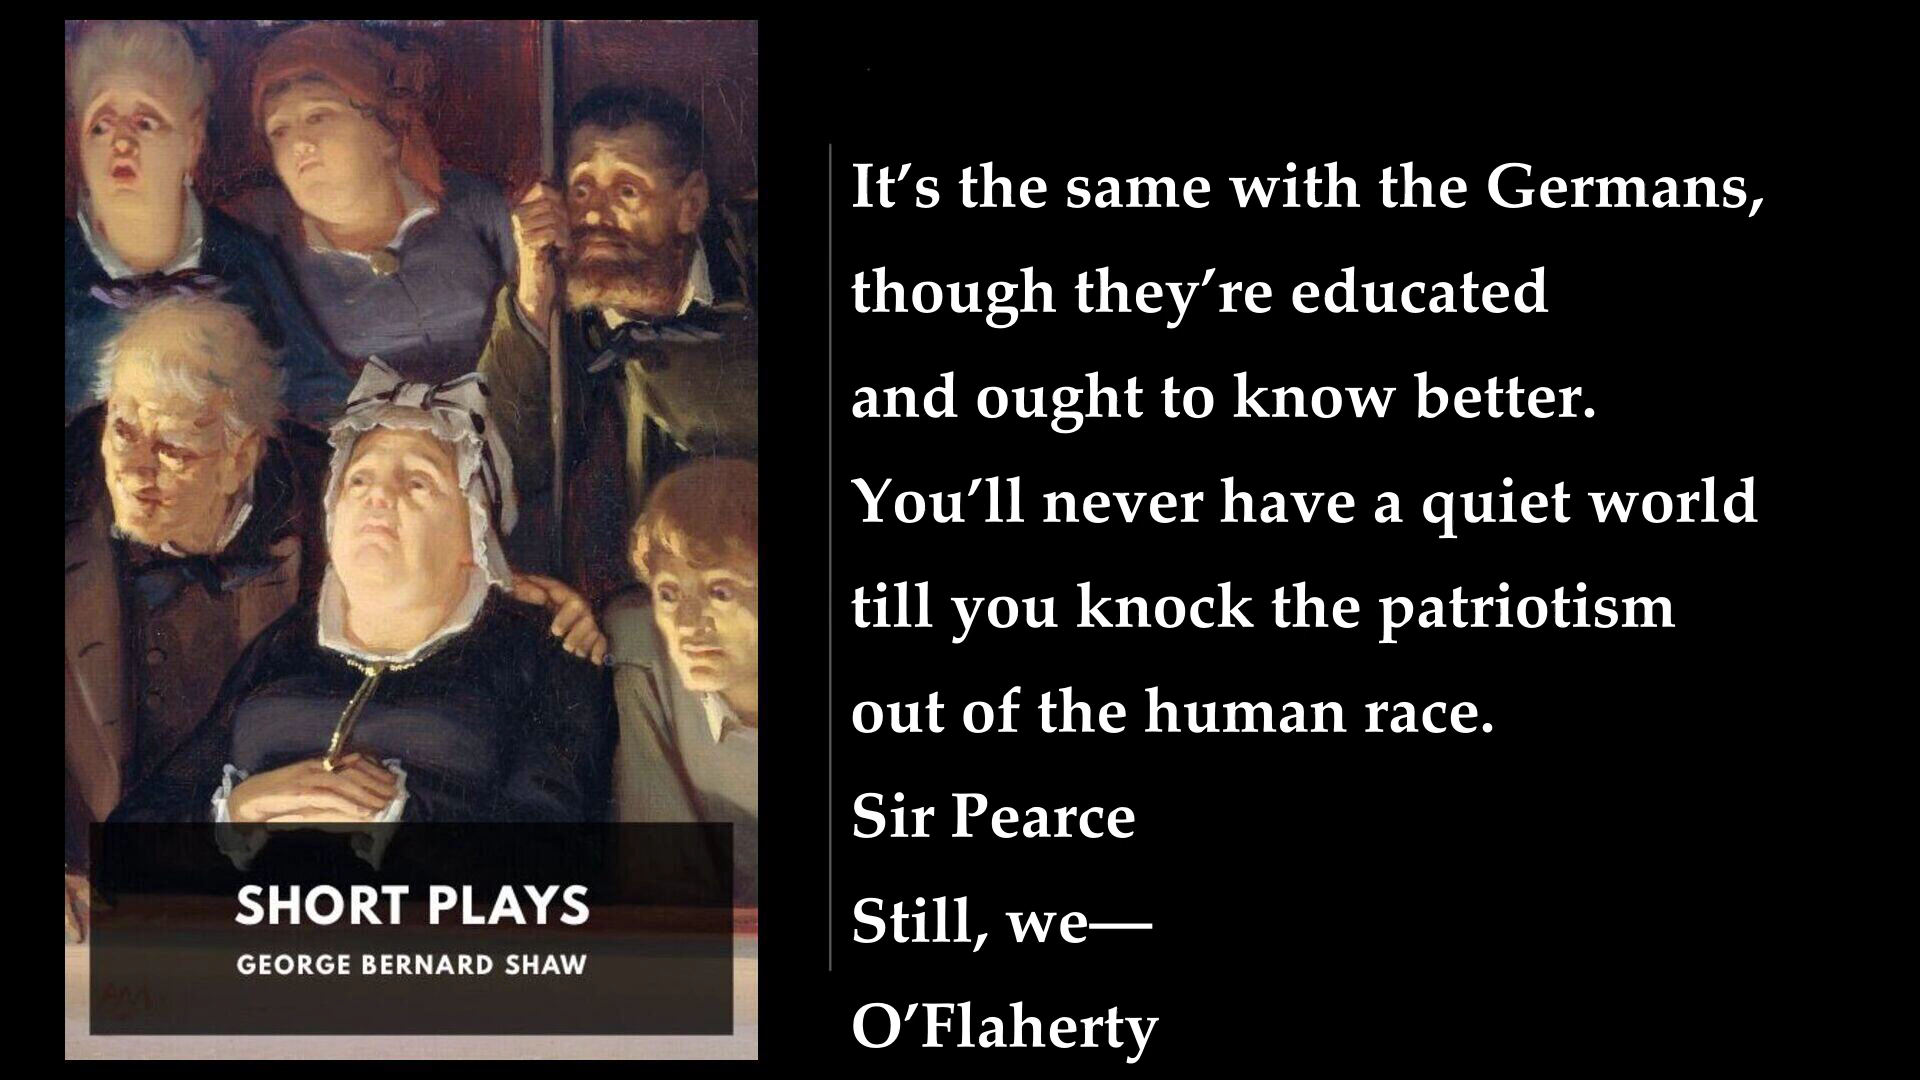 SHORT PLAYS
GEORGE BERNARD SHAW
It’s the same with the Germans,
though they’re educated
and ought to know better.
You’ll never have a quiet world
till you knock the patriotism
out of the human race.
Sir Pearce
Still, we—
O’Flaherty